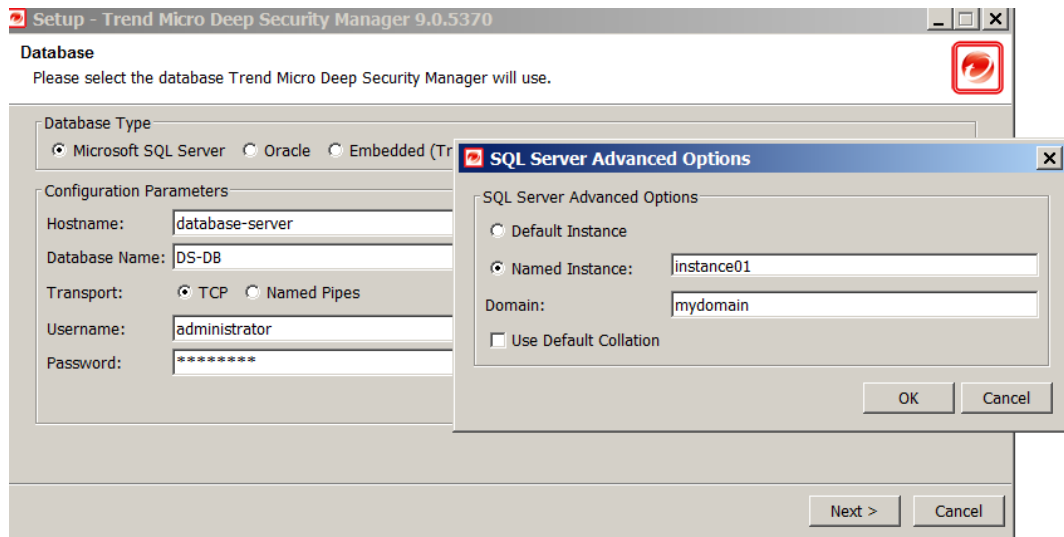 Setup - Trend Micro Deep Security Manager 9.0.5370
Database
Please select the database Trend Micro Deep Security Manager will use.
Database Type
Microsoft SQL Server Oracle Embedded (Tr
Configuration Parameters
Hostname: database-server
Database Name: DS-DB
Transport: TCP Named Pipes
Username: administrator
Password: ********
SQL Server Advanced Options
SQL Server Advanced Options
Default Instance
Named Instance: instance01
Domain: mydomain
Use Default Collation
OK Cancel
Next > Cancel